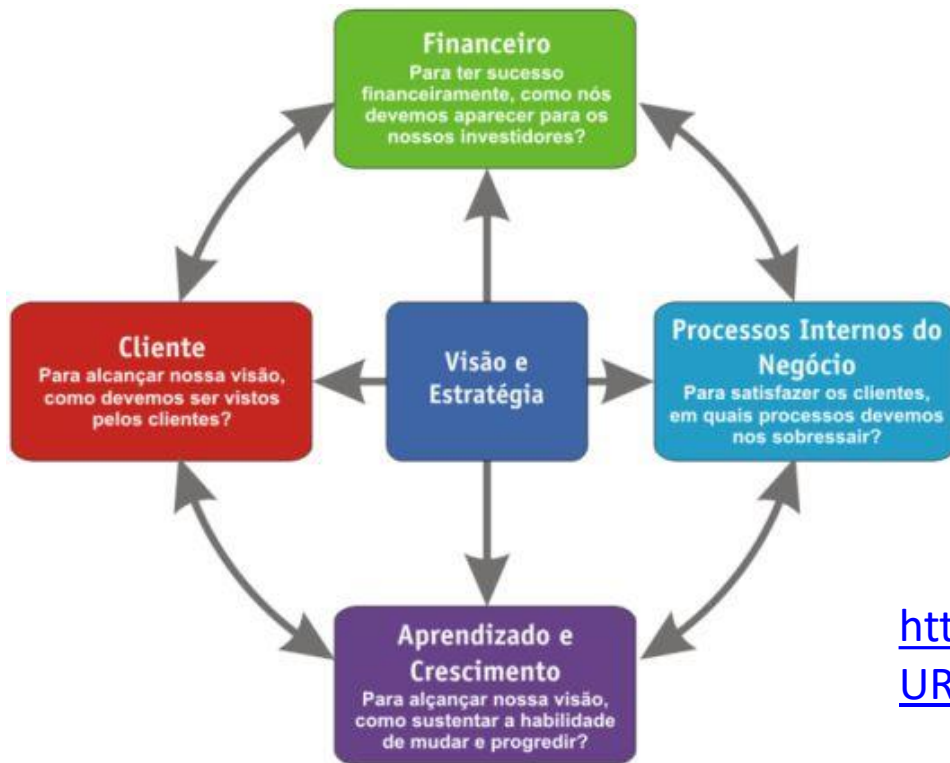 Financeiro
Para ter sucesso
financeiramente, como nós
devemos aparecer para os
nossos investidores?
Cliente
Para alcançar nossa visão,
como devemos ser vistos
pelos clientes?
Visão e
Estratégia
Processos Internos do
Negócio
Para satisfazer os clientes,
em quais processos devemos
nos sobressair?
Aprendizado e
Crescimento
Para alçançar nossa visão,
como sustentar a habilidade
de mudar e progredir?
htt
UR